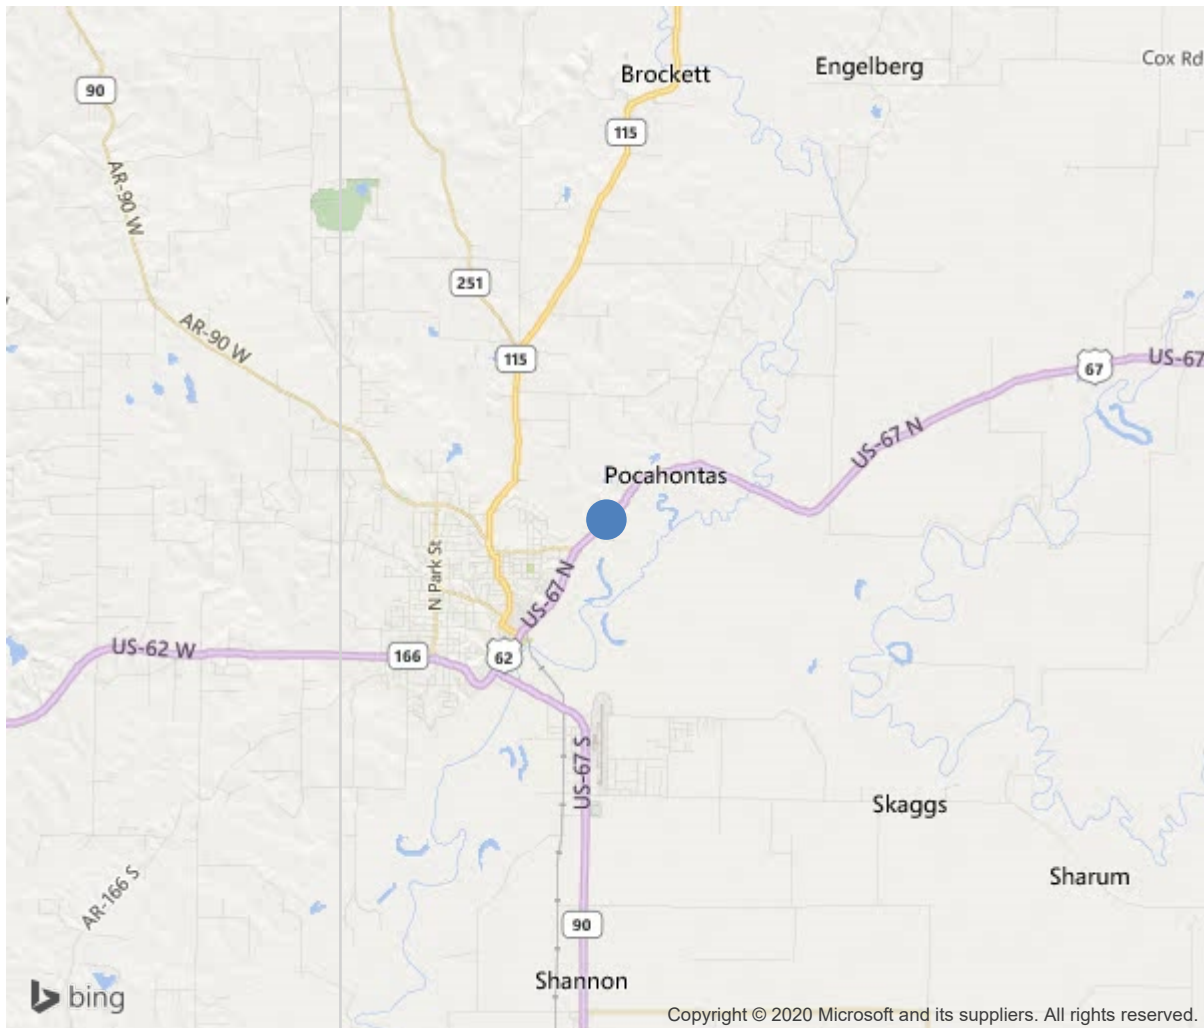 Brockett
Engelberg
Cox Rd
90
115
AR-90 W
251
AR-90 W
115
67
US-67
US-67 N
Pocahontas
N Park St
US-67 N
US-62 W
166
62
US-67 S
Skaggs
Sharum
AR-166 S
90
Shannon
bing
Copyright © 2020 Microsoft and its suppliers. All rights reserved.